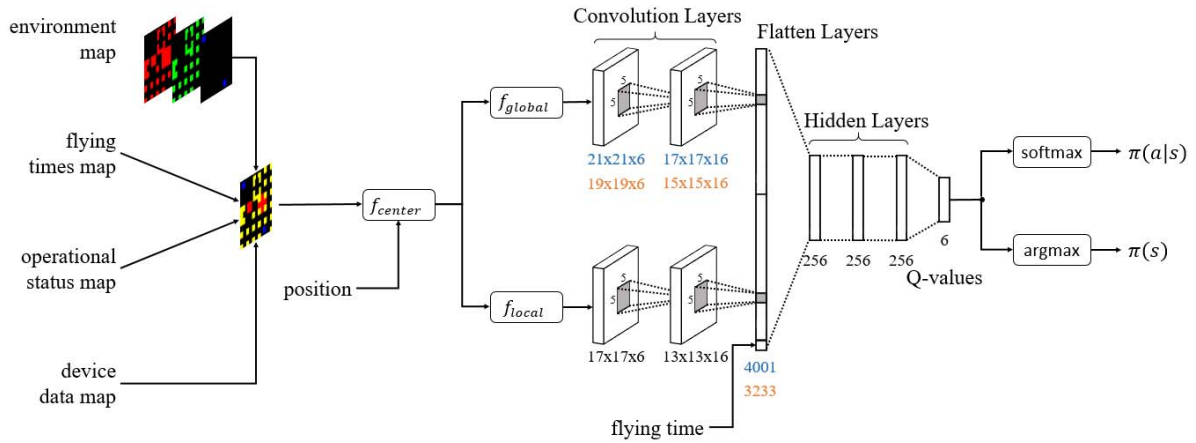 environment
map
flying
times map
operational
status map
device
data map
position
f_center
f_global
f_local
Convolution Layers
5
5
5
5
21x21x6
19x19x6
17x17x16
15x15x16
5
5
5
5
17x17x6
13x13x16
Flatten Layers
4001
3233
flying time
Hidden Layers
256
256
256
6
Q-values
softmax
π(a|s)
argmax
π(s)